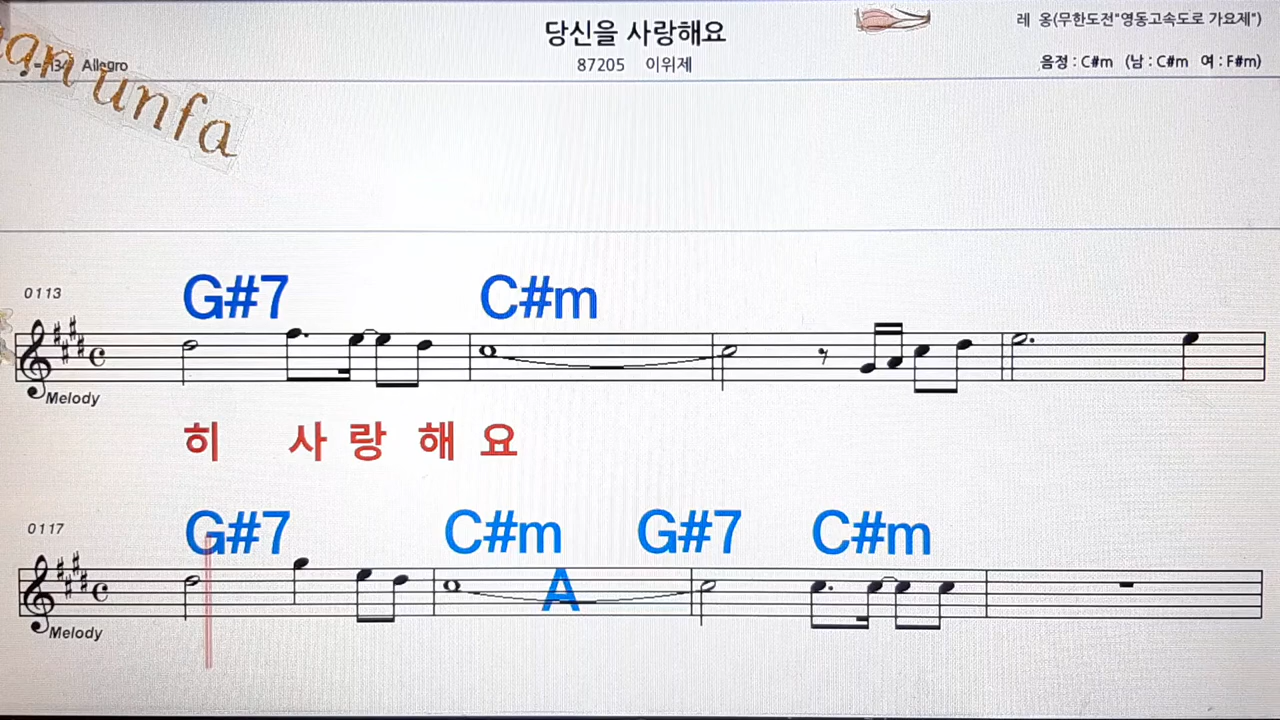 당신을 사랑해요
87205 이위제
레 옹(무한도전"영동고속도로 가요제")
음정 : C#m (남 : C#m 여 : F#m)
Allegro
unfa
G#7 C#m
0113
Melody
히 사 랑 해 요
G#7 C#m G#7 C#m
0117
A
Melody